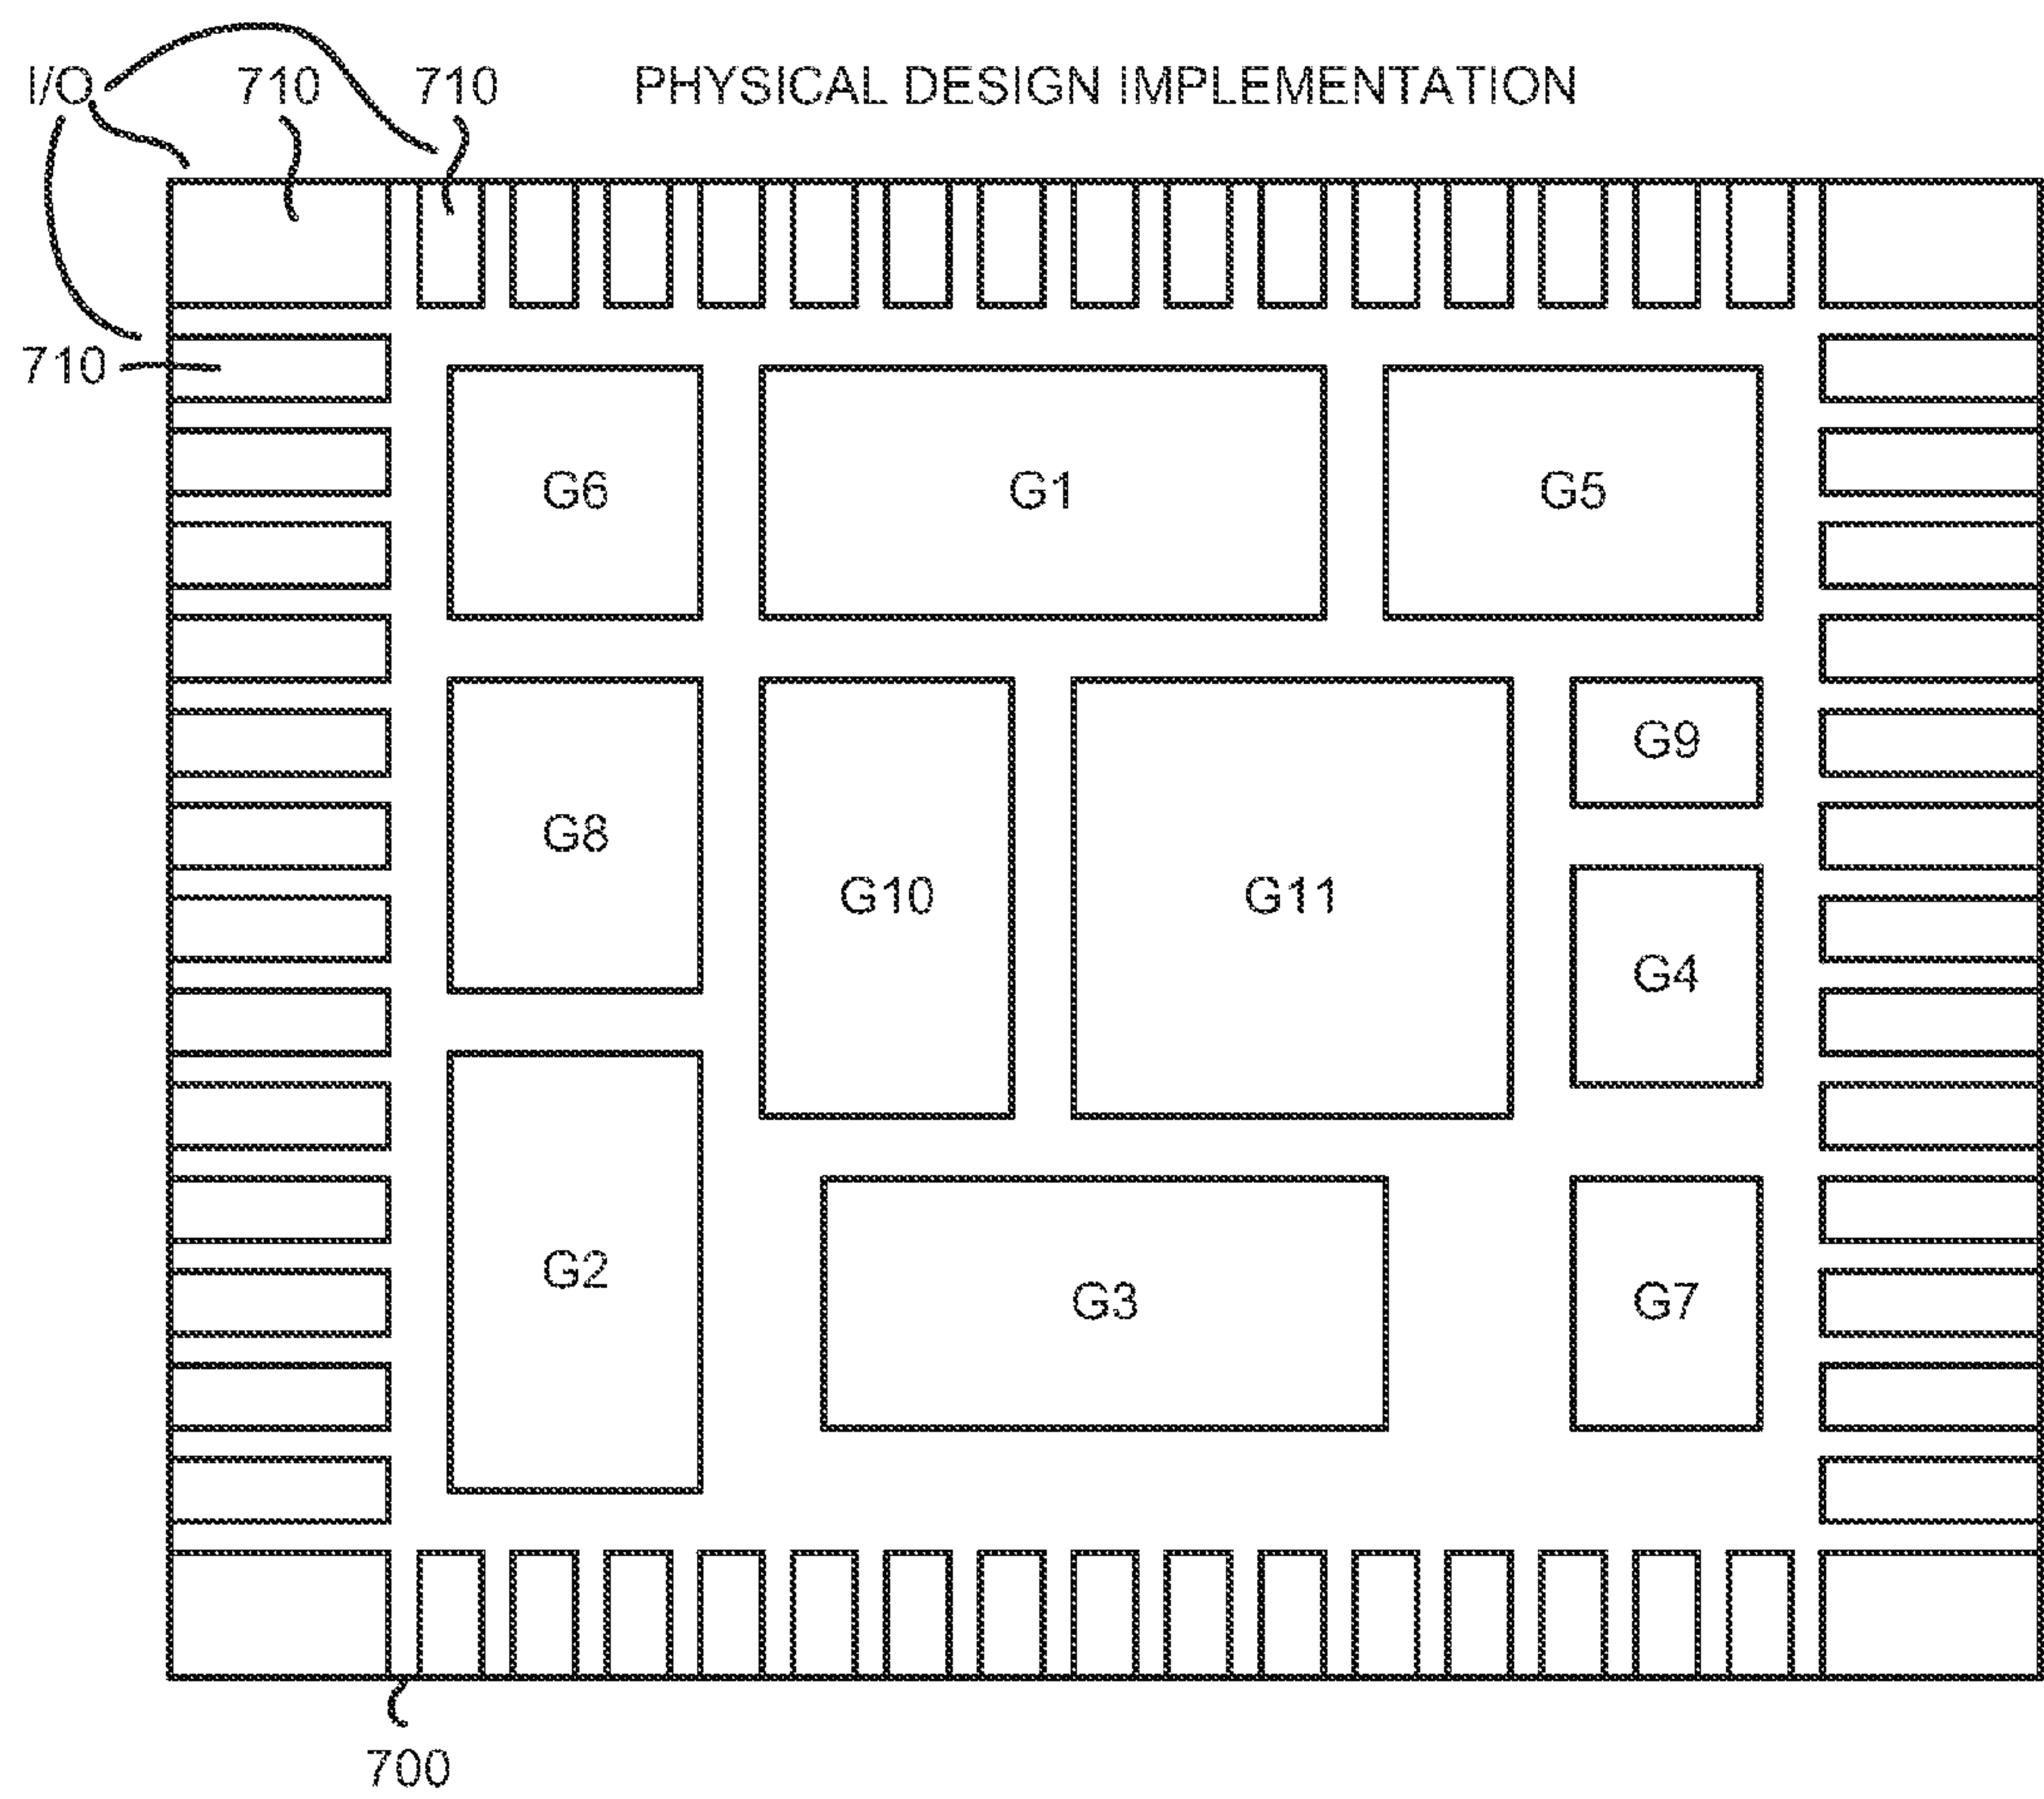 I/O 710 710 PHYSICAL DESIGN IMPLEMENTATION
710
G6 G1 G5
G9
G8
G10 G11
G4
G2
G3 G7
700